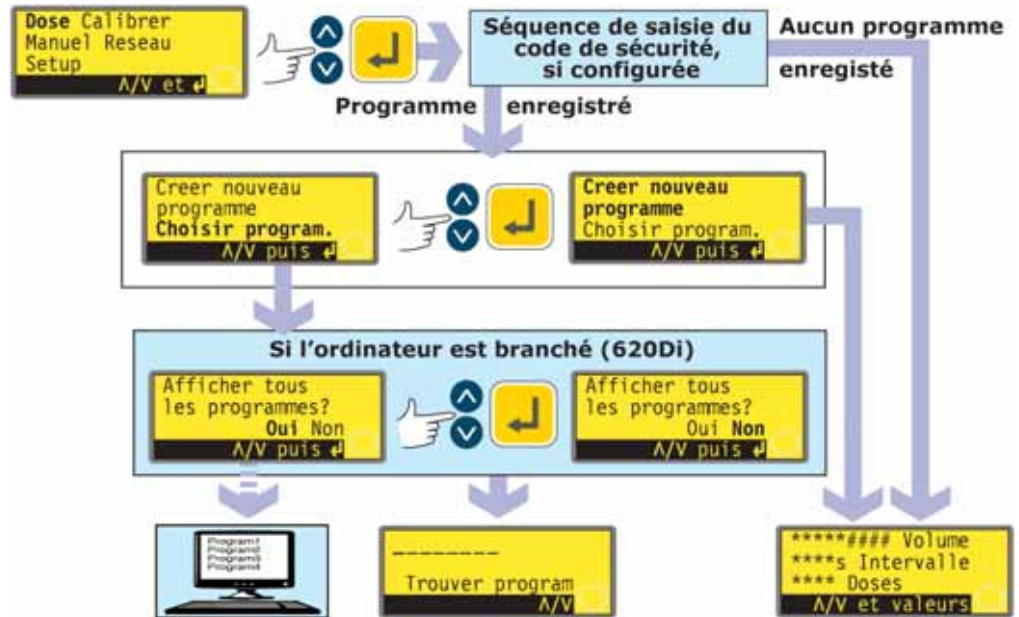 Dose Calibrer
Manuel Reseau
Setup
Λ/V et ↲
Séquence de saisie du
code de sécurité,
si configurée
Aucun programme
enregisté
Programme enregistré
Creer nouveau
programme
Choisir program.
Λ/V puis ↲
Creer nouveau
programme
Choisir program.
Λ/V puis ↲
Si l'ordinateur est branché (620Di)
Afficher tous
les programmes?
Oui Non
Λ/V puis ↲
Afficher tous
les programmes?
Oui Non
Λ/V puis ↲
Program1
Program2
Program3
Program4
--------
Trouver program
Λ/V
*****#### Volume
****s Intervalle
**** Doses
Λ/V et valeurs